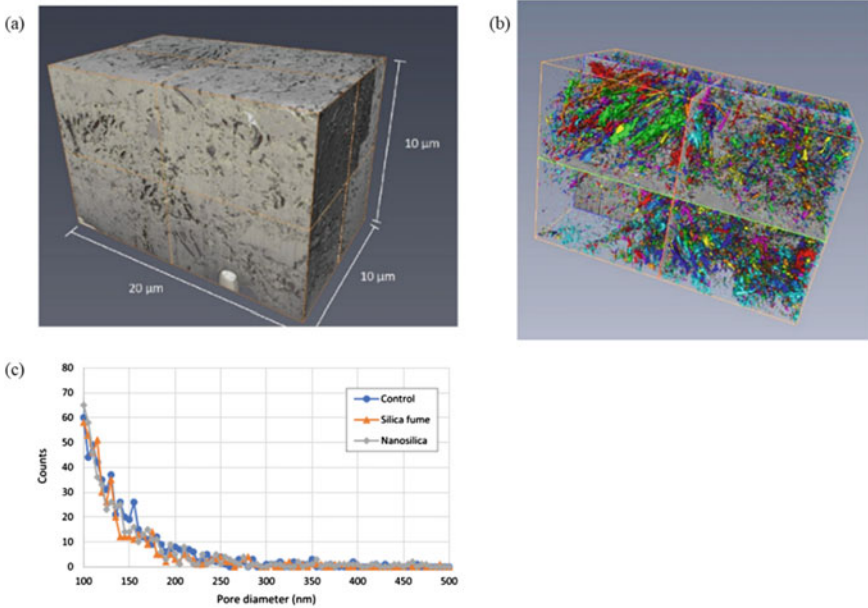 (a)
10 µm
10 µm
20 µm
(b)
(c)
80
70
60
50
40
30
20
10
0
Counts
Control
Silica fume
Nanosilica
100 150 200 250 300 350 400 450 500
Pore diameter (nm)